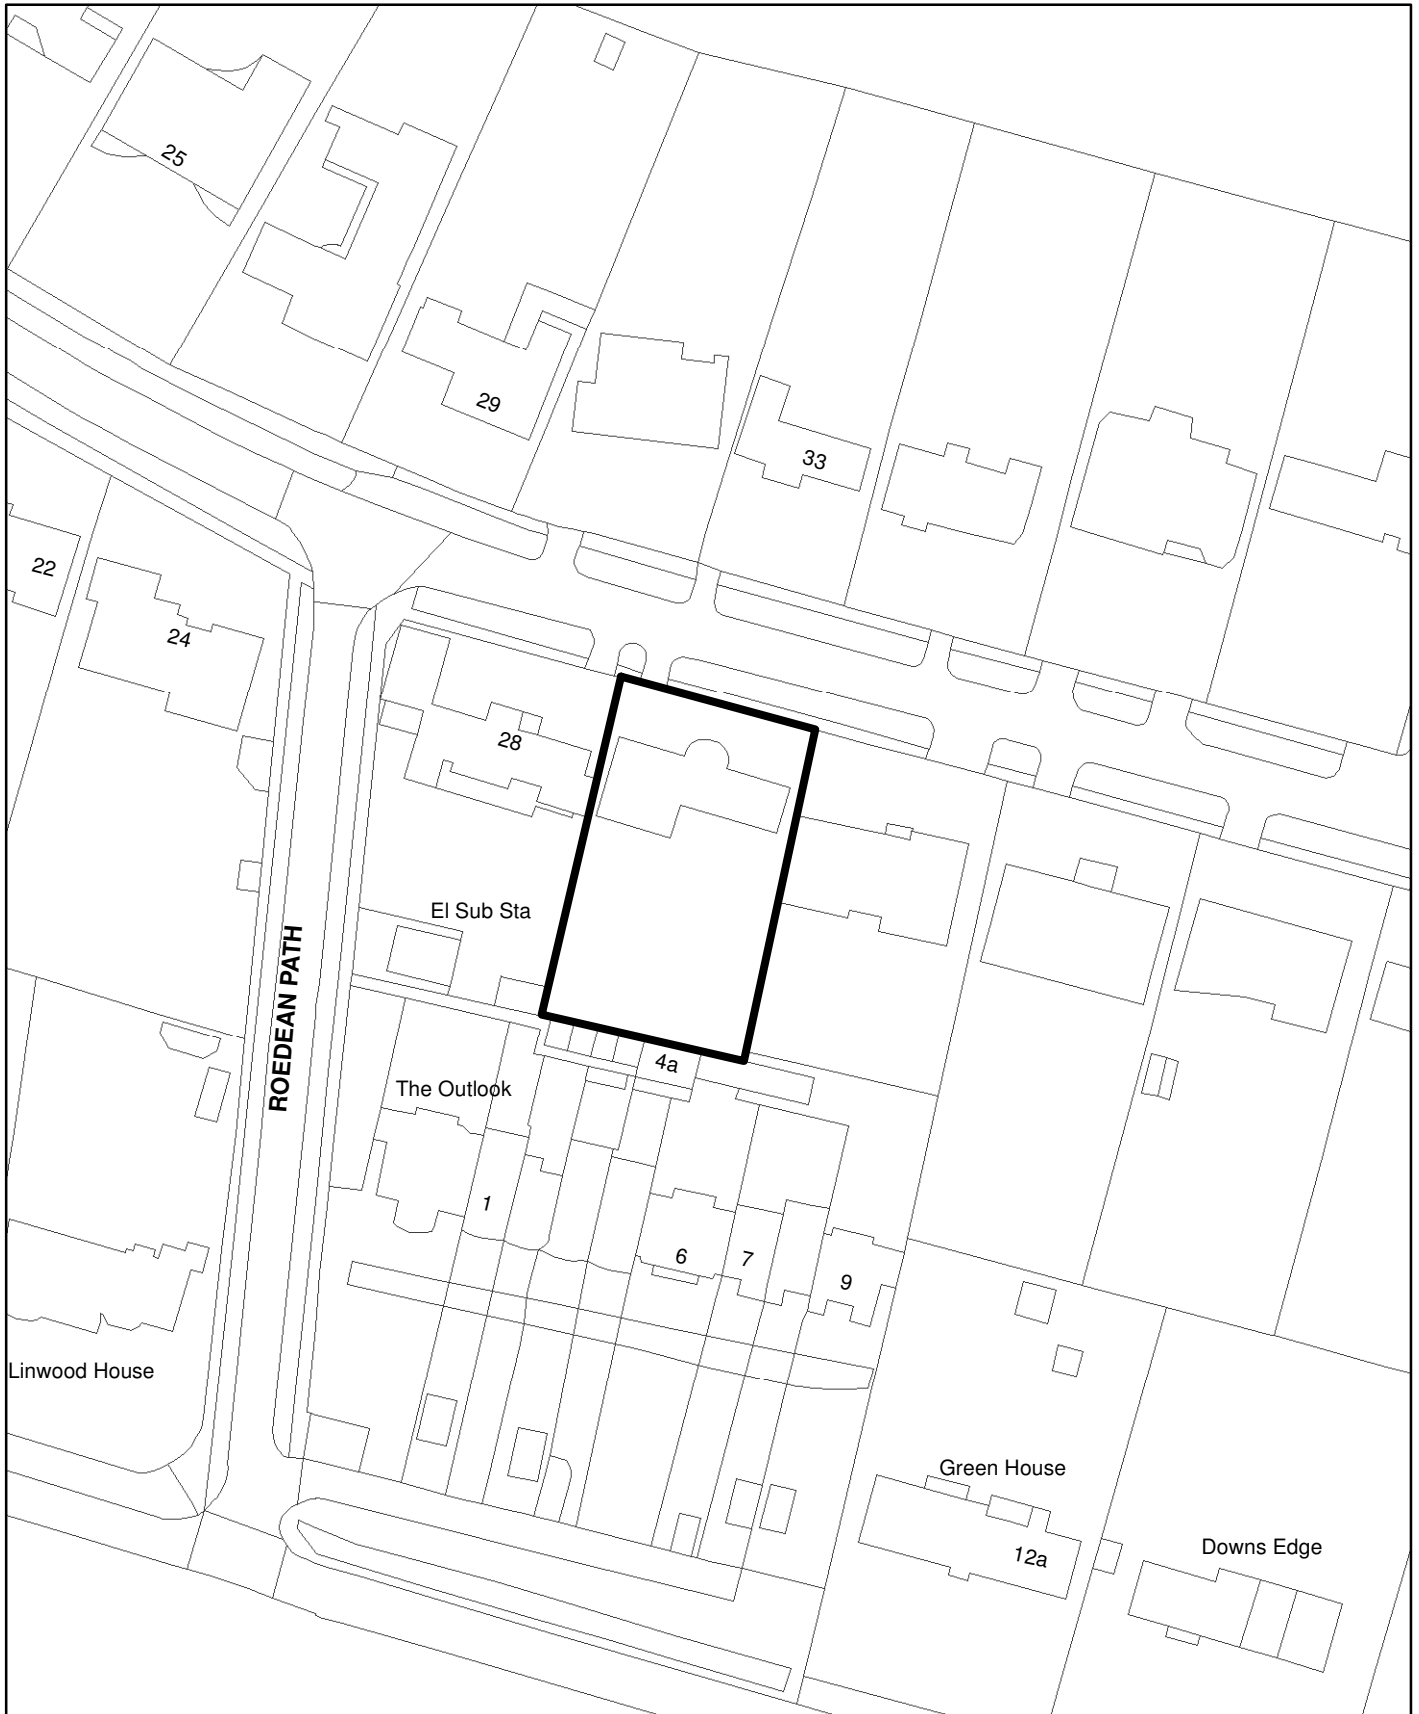 25
29
33
22
24
28
El Sub Sta
ROEDEAN PATH
4a
The Outlook
1
6
7
9
Linwood House
Green House
12a
Downs Edge